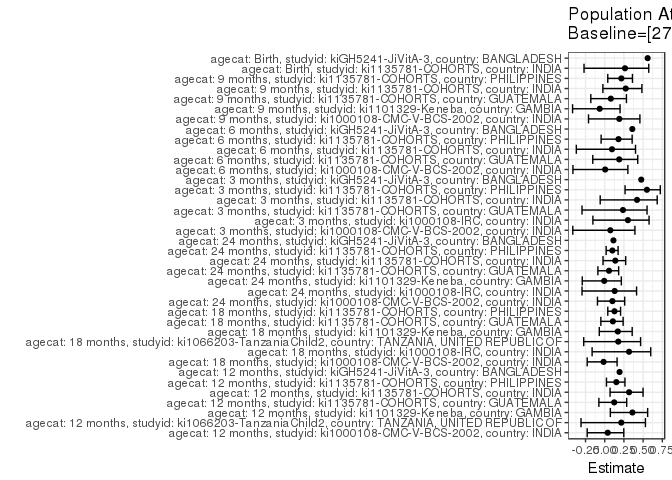 Population At
Baseline=[27
agecat: Birth, studyid: kiGH5241-JiVitA-3, country: BANGLADESH
agecat: Birth, studyid: ki1135781-COHORTS, country: INDIA
agecat: 9 months, studyid: ki1135781-COHORTS, country: PHILIPPINES
agecat: 9 months, studyid: ki1135781-COHORTS, country: INDIA
agecat: 9 months, studyid: ki1135781-COHORTS, country: GUATEMALA
agecat: 9 months, studyid: ki1101329-Keneba, country: GAMBIA
agecat: 9 months, studyid: ki1000108-CMC-V-BCS-2002, country: INDIA
agecat: 6 months, studyid: kiGH5241-JiVitA-3, country: BANGLADESH
agecat: 6 months, studyid: ki1135781-COHORTS, country: PHILIPPINES
agecat: 6 months, studyid: ki1135781-COHORTS, country: INDIA
agecat: 6 months, studyid: ki1135781-COHORTS, country: GUATEMALA
agecat: 6 months, studyid: ki1000108-CMC-V-BCS-2002, country: INDIA
agecat: 3 months, studyid: kiGH5241-JiVitA-3, country: BANGLADESH
agecat: 3 months, studyid: ki1135781-COHORTS, country: PHILIPPINES
agecat: 3 months, studyid: ki1135781-COHORTS, country: INDIA
agecat: 3 months, studyid: ki1135781-COHORTS, country: GUATEMALA
agecat: 3 months, studyid: ki1000108-IRC, country: INDIA
agecat: 3 months, studyid: ki1000108-CMC-V-BCS-2002, country: INDIA
agecat: 24 months, studyid: kiGH5241-JiVitA-3, country: BANGLADESH
agecat: 24 months, studyid: ki1135781-COHORTS, country: PHILIPPINES
agecat: 24 months, studyid: ki1135781-COHORTS, country: INDIA
agecat: 24 months, studyid: ki1135781-COHORTS, country: GUATEMALA
agecat: 24 months, studyid: ki1101329-Keneba, country: GAMBIA
agecat: 24 months, studyid: ki1000108-IRC, country: INDIA
agecat: 24 months, studyid: ki1000108-CMC-V-BCS-2002, country: INDIA
agecat: 18 months, studyid: ki1135781-COHORTS, country: PHILIPPINES
agecat: 18 months, studyid: ki1135781-COHORTS, country: GUATEMALA
agecat: 18 months, studyid: ki1101329-Keneba, country: GAMBIA
agecat: 18 months, studyid: ki1066203-TanzaniaChild2, country: TANZANIA, UNITED REPUBLIC OF
agecat: 18 months, studyid: ki1000108-IRC, country: INDIA
agecat: 18 months, studyid: ki1000108-CMC-V-BCS-2002, country: INDIA
agecat: 12 months, studyid: kiGH5241-JiVitA-3, country: BANGLADESH
agecat: 12 months, studyid: ki1135781-COHORTS, country: PHILIPPINES
agecat: 12 months, studyid: ki1135781-COHORTS, country: INDIA
agecat: 12 months, studyid: ki1135781-COHORTS, country: GUATEMALA
agecat: 12 months, studyid: ki1101329-Keneba, country: GAMBIA
agecat: 12 months, studyid: ki1066203-TanzaniaChild2, country: TANZANIA, UNITED REPUBLIC OF
agecat: 12 months, studyid: ki1000108-CMC-V-BCS-2002, country: INDIA
-0.25 0.00 0.25 0.50 0.75
Estimate